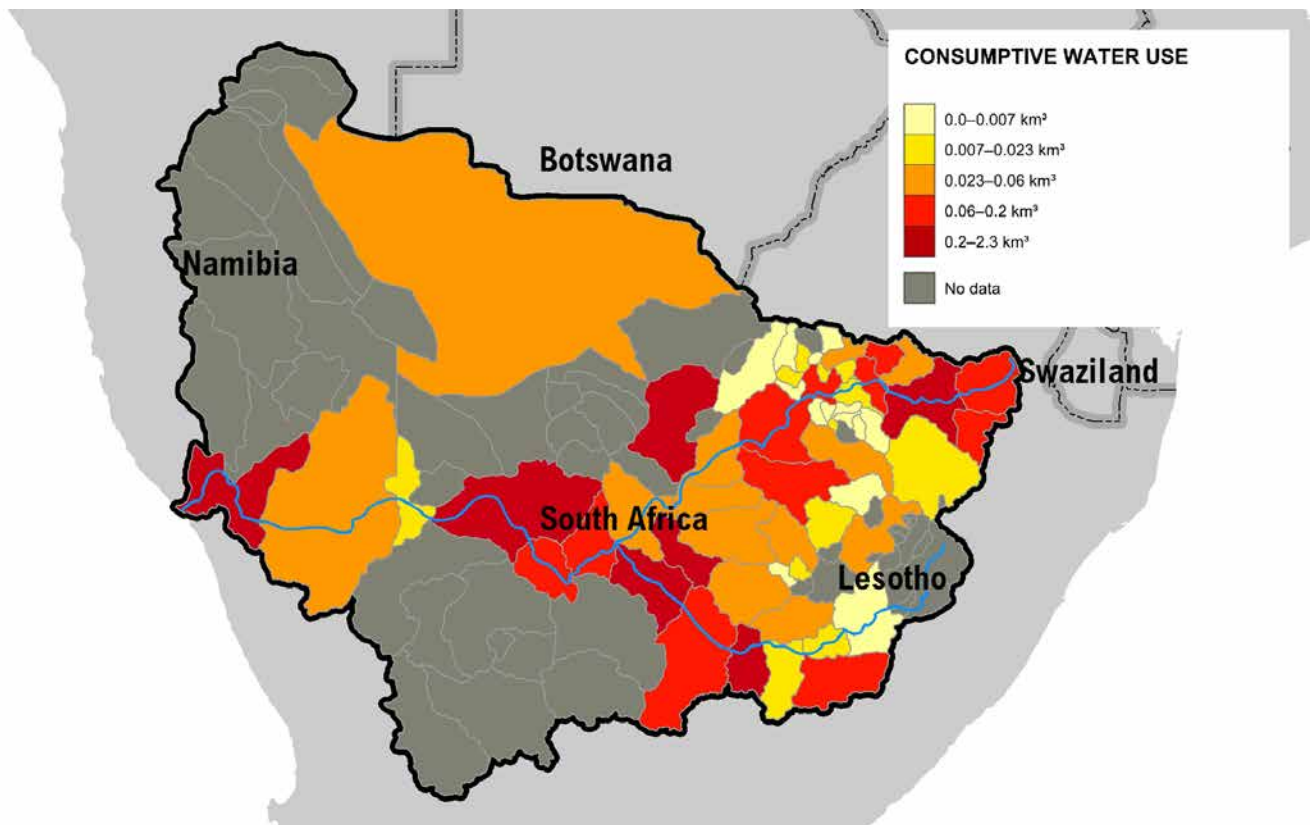 CONSUMPTIVE WATER USE
0.0–0.007 km³
0.007–0.023 km³
0.023–0.06 km³
0.06–0.2 km³
0.2–2.3 km³
No data
Botswana
Namibia
Swaziland
South Africa
Lesotho